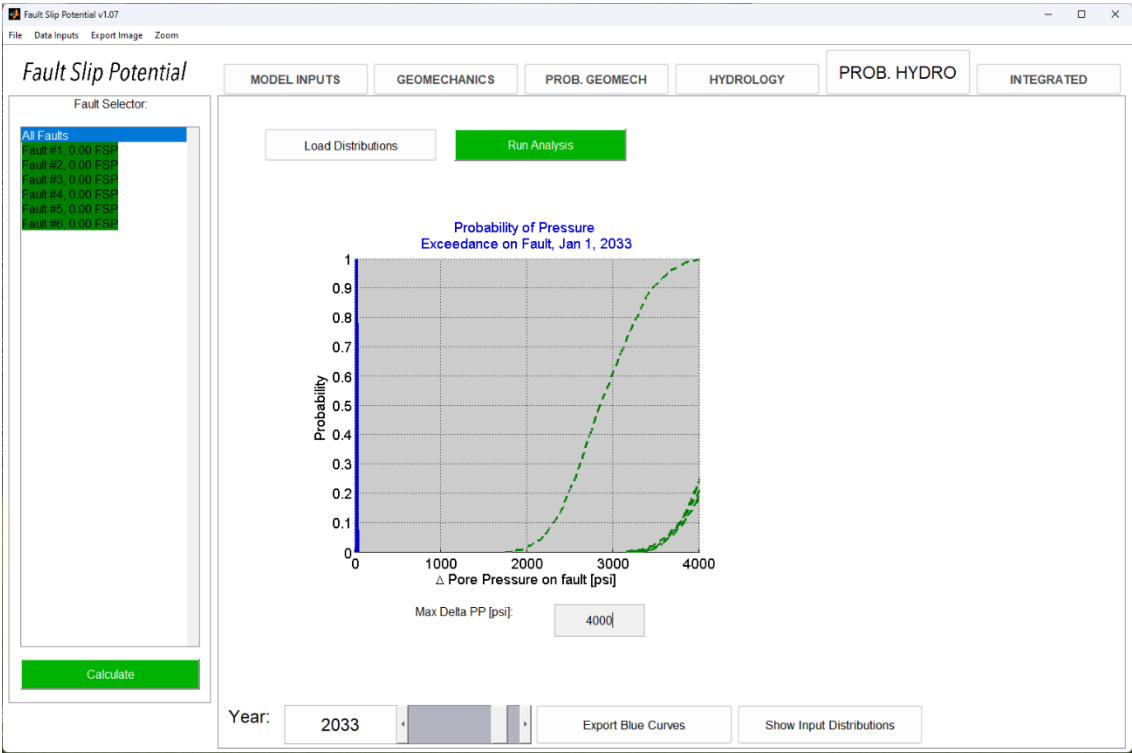 Fault Slip Potential v1.07
File Data Inputs Export Image Zoom
Fault Slip Potential
MODEL INPUTS GEOMECHANICS PROB. GEOMECH HYDROLOGY PROB. HYDRO INTEGRATED
Fault Selector:
All Faults
Fault #1, 0.00 FSP
Fault #2, 0.00 FSP
Fault #3, 0.00 FSP
Fault #4, 0.00 FSP
Fault #5, 0.00 FSP
Fault #6, 0.00 FSP
Calculate
Load Distributions Run Analysis
Probability of Pressure
Exceedance on Fault, Jan 1, 2033
1
0.9
0.8
0.7
0.6
0.5
0.4
0.3
0.2
0.1
0
Probability
0 1000 2000 3000 4000
Δ Pore Pressure on fault [psi]
Max Delta PP [psi]: 4000
Year: 2033 Export Blue Curves Show Input Distributions